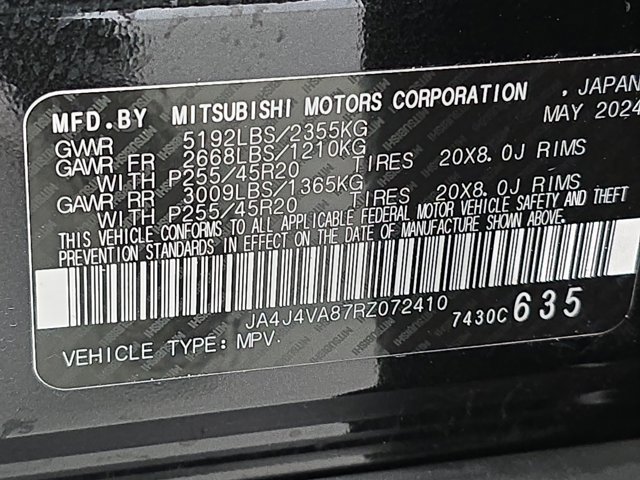 MFD.BY MITSUBISHI MOTORS CORPORATION , JAPAN
GVWR 5192LBS/2355KG MAY 2024
GAWR FR 2668LBS/1210KG
WITH P255/45R20 TIRES 20X8.0J RIMS
GAWR RR 3009LBS/1365KG
WITH P255/45R20 TIRES 20X8.0J RIMS
THIS VEHICLE CONFORMS TO ALL APPLICABLE FEDERAL MOTOR VEHICLE SAFETY AND THEFT
PREVENTION STANDARDS IN EFFECT ON THE DATE OF MANUFACTURE SHOWN ABOVE.
JA4J4VA87RZ072410 7430C 635
VEHICLE TYPE: MPV